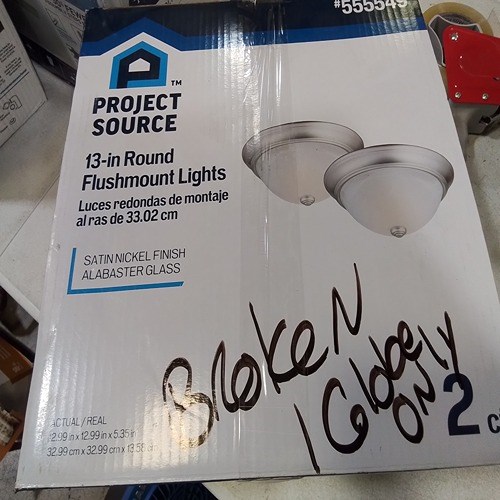 #555549
PROJECT
SOURCE
TM
13-in Round
Flushmount Lights
Luces redondas de montaje
al ras de 33.02 cm
SATIN NICKEL FINISH
ALABASTER GLASS
BROKEN
1 Globe
ONLY
2
ACTUAL/REAL
12.99 in x 12.99 in x 5.35 in
32.99 cm x 32.99 cm x 13.58 cm